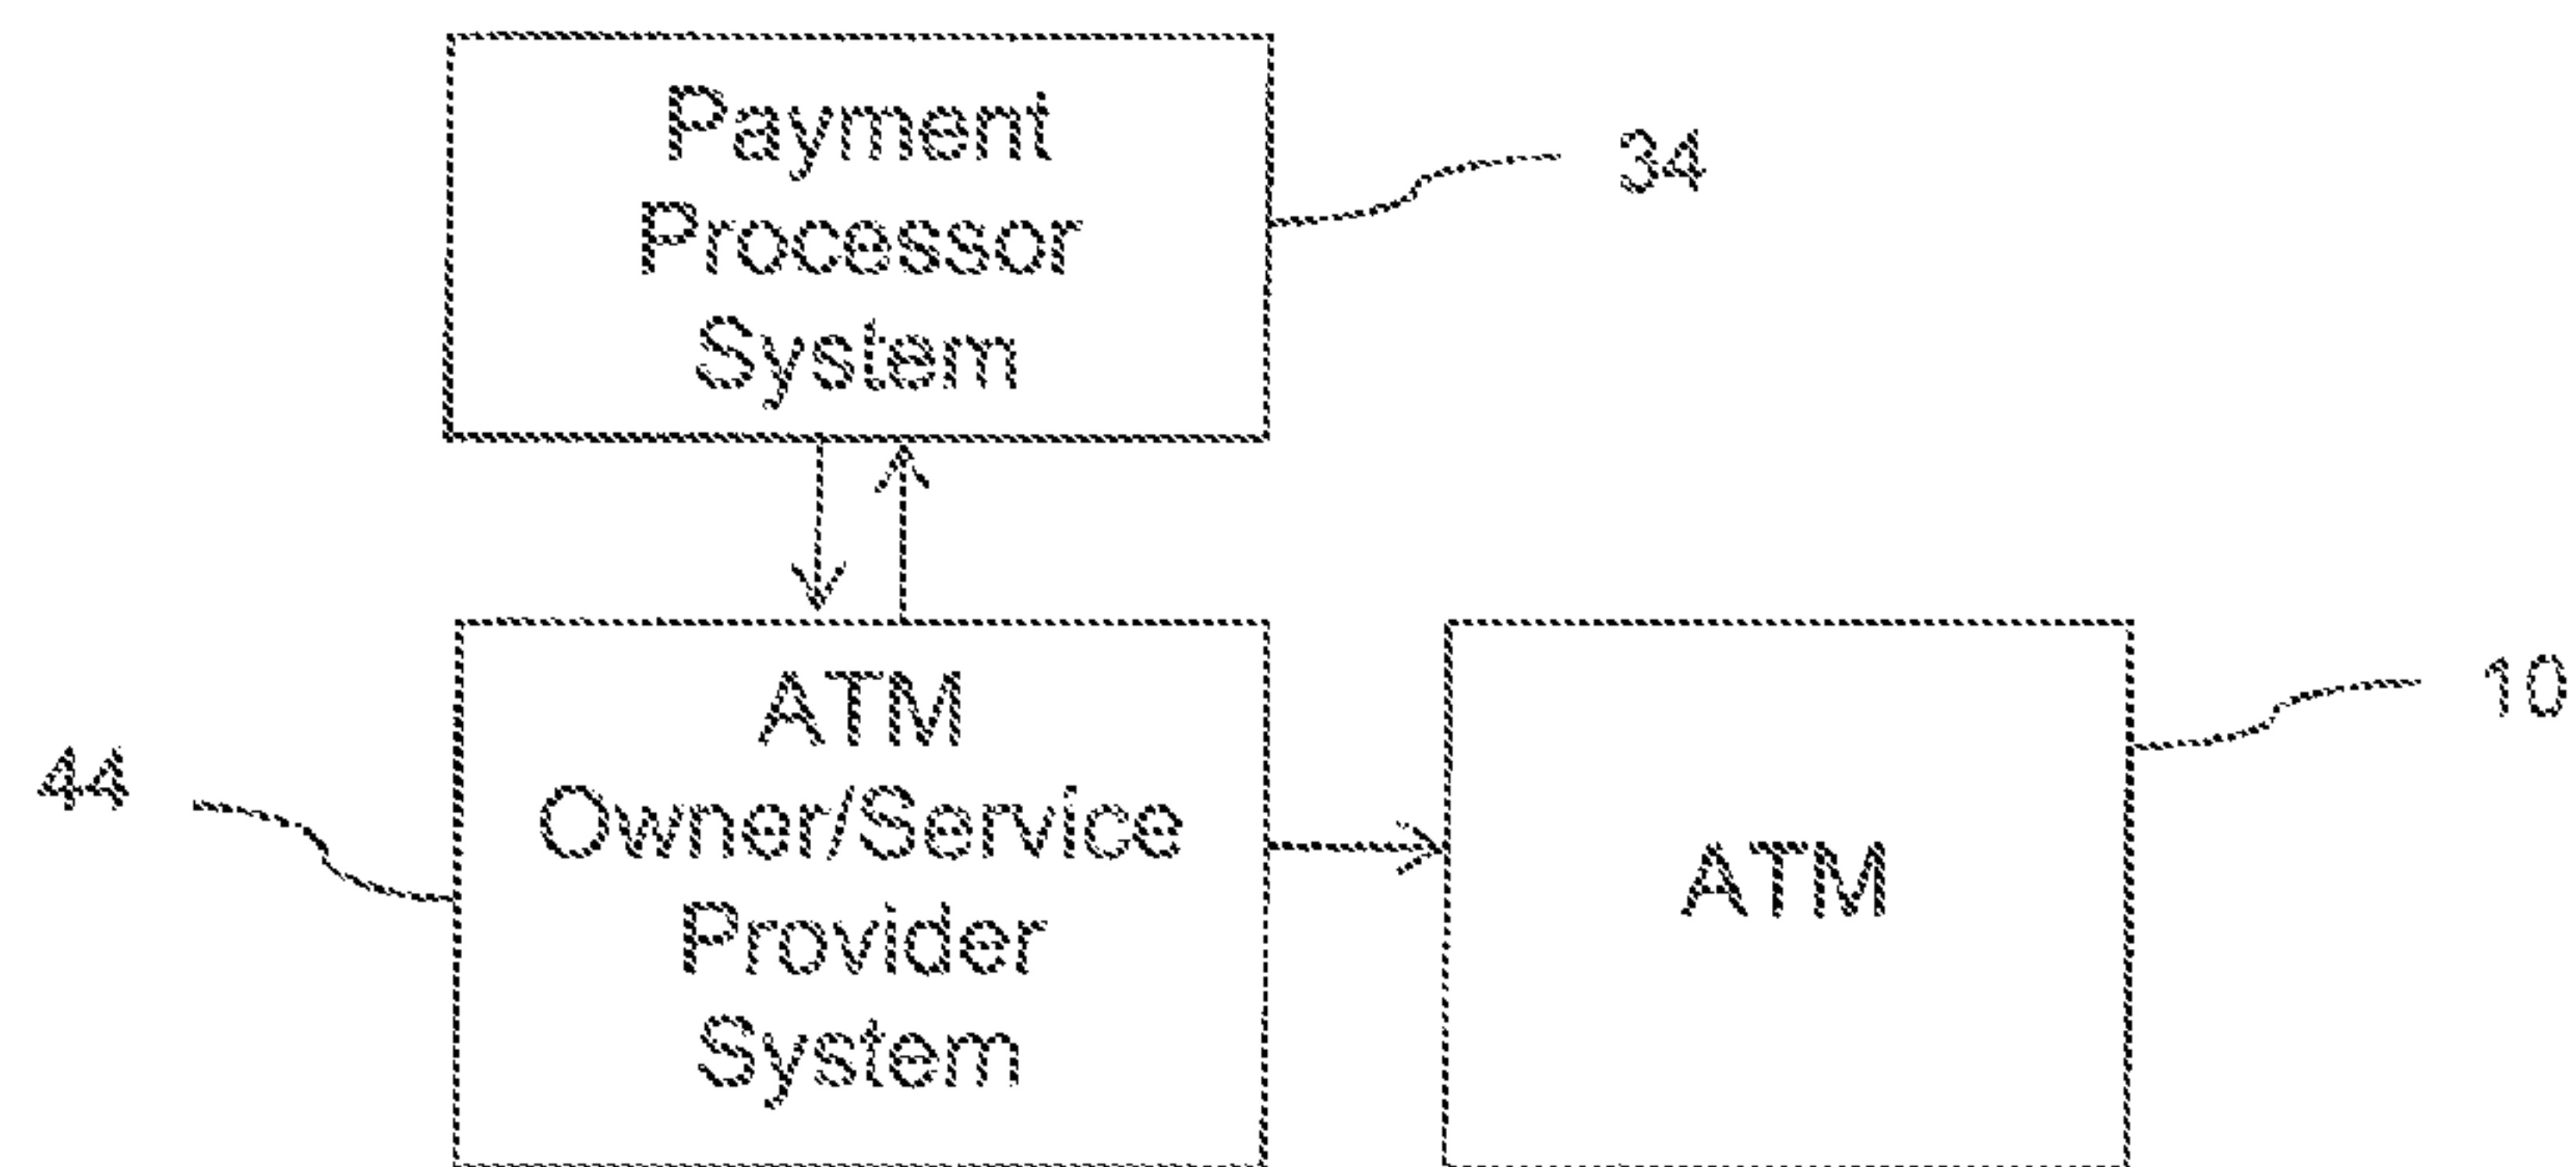 Payment
Processor
System
34
ATM
Owner/Service
Provider
System
44
ATM
10